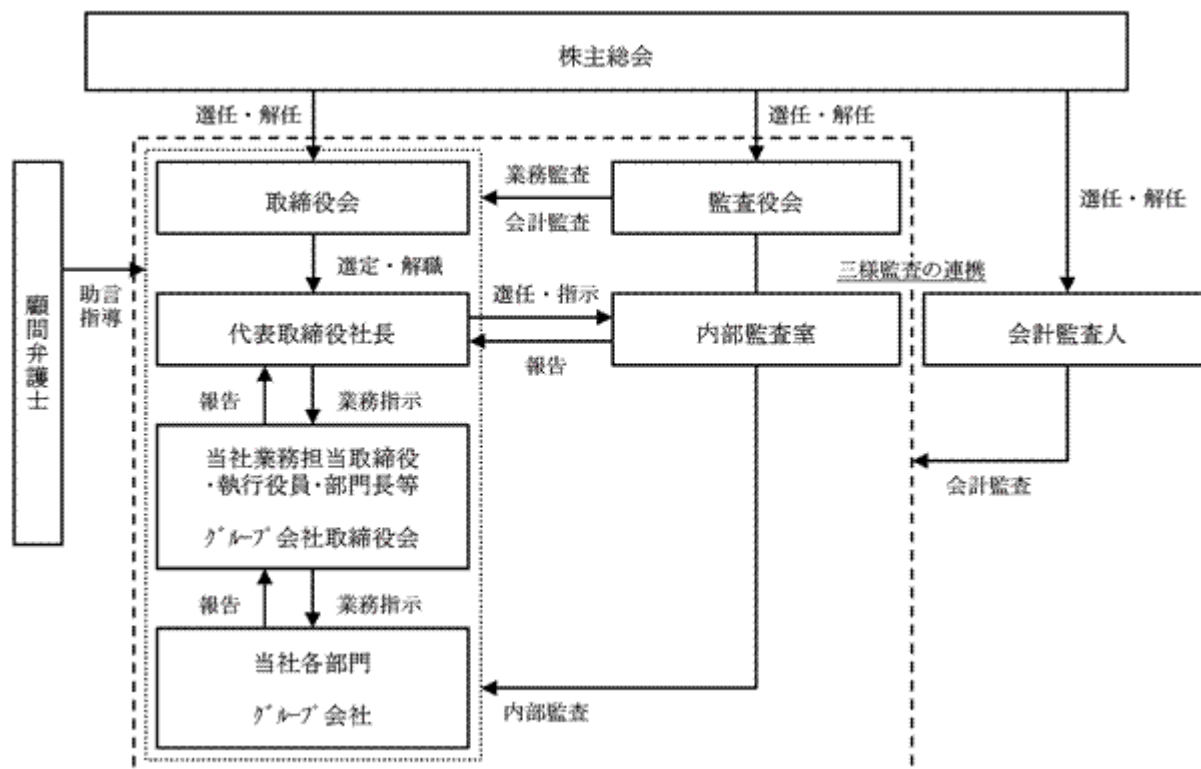 株主総会
選任・解任
選任・解任
選任・解任
取締役会
業務監査
会計監査
監査役会
顧問弁護士
助言
指導
選定・解職
三様監査の連携
代表取締役社長
選任・指示
報告
内部監査室
会計監査人
報告
業務指示
当社業務担当取締役
・執行役員・部門長等
グループ会社取締役会
会計監査
報告
業務指示
当社各部門
グループ会社
内部監査